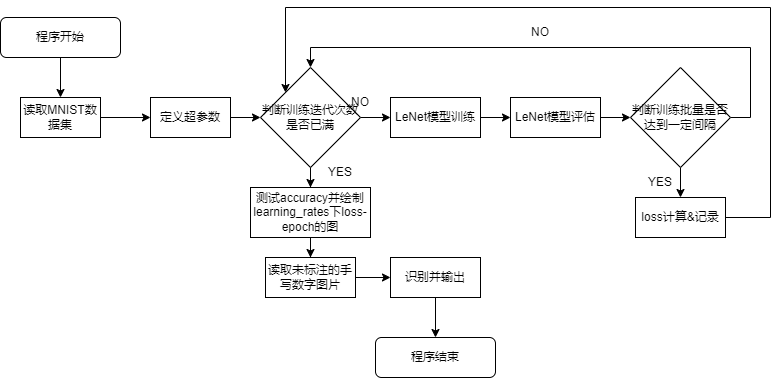 程序开始
NO
读取MNIST数
据集
定义超参数
判断训练迭代次数
是否已满
NO
LeNet模型训练
LeNet模型评估
判断训练批量是否
达到一定间隔
YES
YES
测试accuracy并绘制
learning_rates下loss-
epoch的图
loss计算&记录
读取未标注的手
写数字图片
识别并输出
程序结束